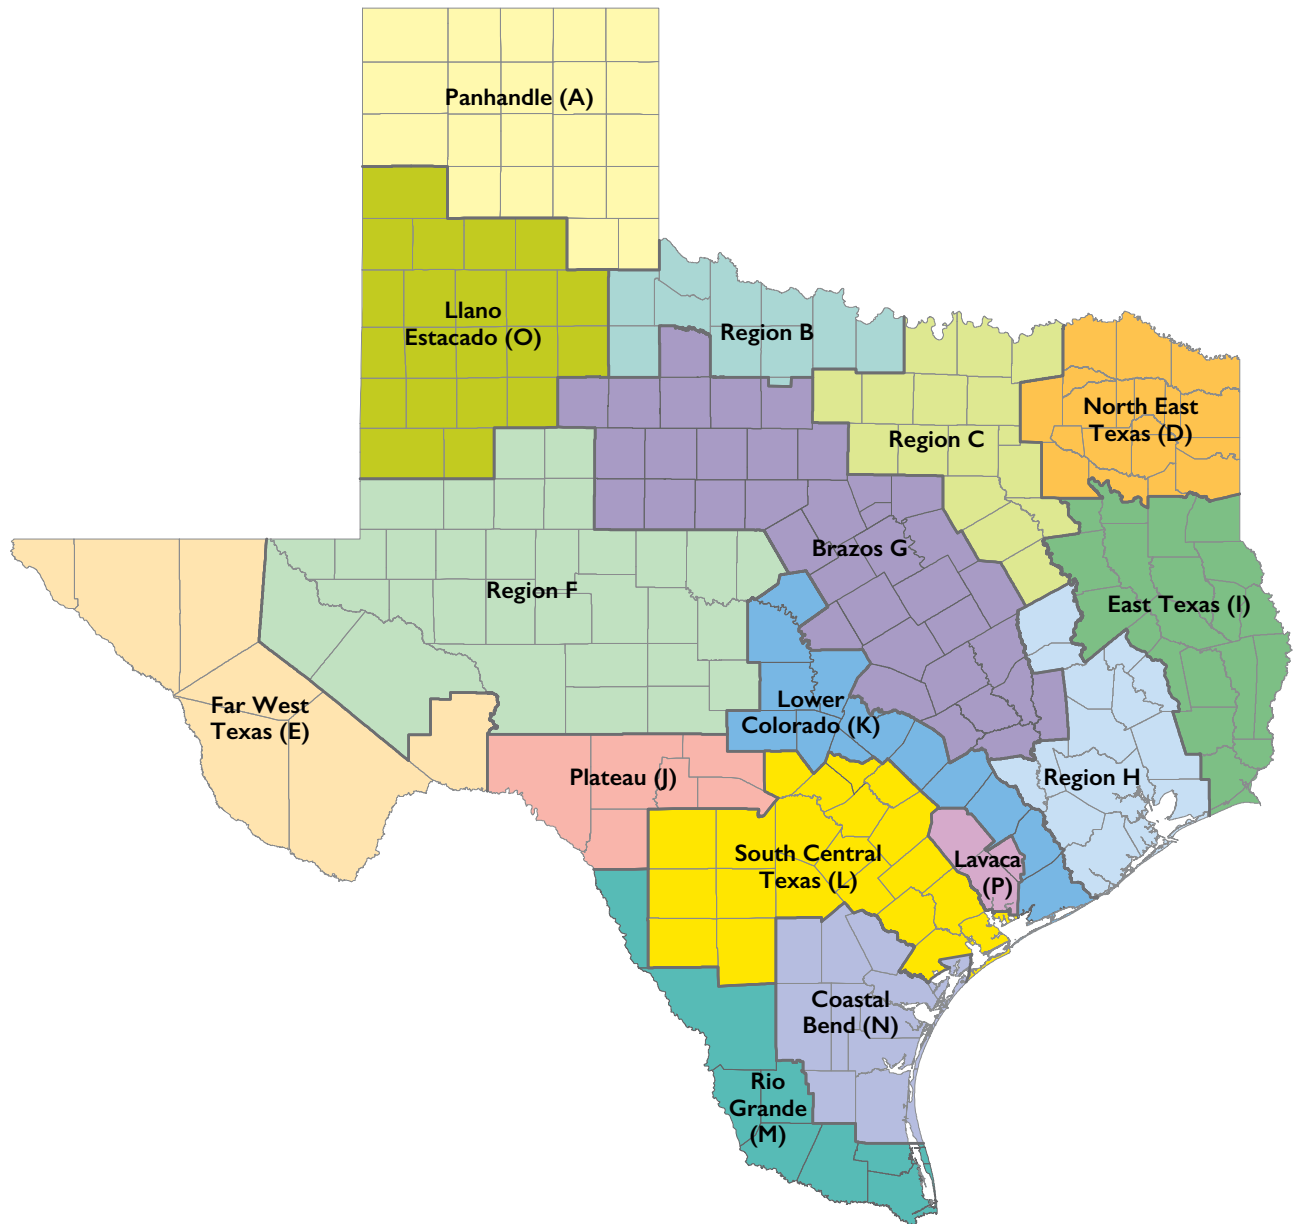 Panhandle (A)
Llano
Estacado (O)
Region B
North East
Texas (D)
Region C
Brazos G
Region F
East Texas (I)
Far West
Texas (E)
Lower
Colorado (K)
Plateau (J)
Region H
South Central
Texas (L)
Lavaca
(P)
Coastal
Bend (N)
Rio
Grande
(M)